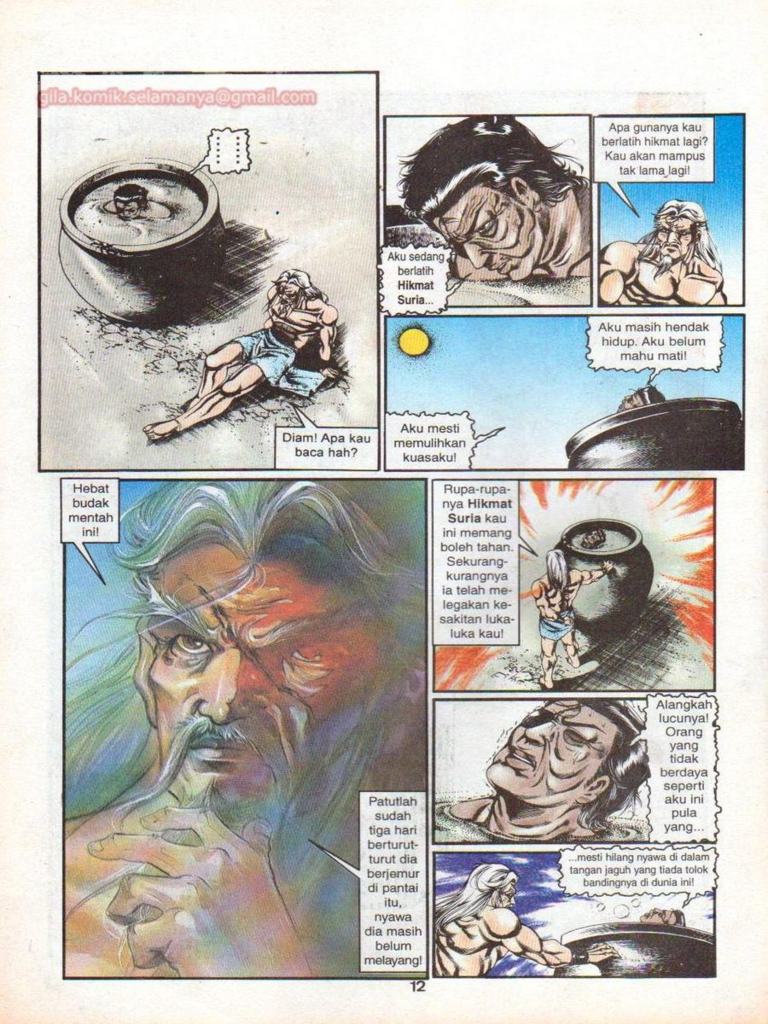 gila.komik.selamanya@gmail.com
Diam! Apa kau
baca hah?
Aku sedang
berlatih
Hikmat
Suria...
Apa gunanya kau
berlatih hikmat lagi?
Kau akan mampus
tak lama lagi!
Aku masih hendak
hidup. Aku belum
mahu mati!
Aku mesti
memulihkan
kuasaku!
Hebat
budak
mentah
ini!
Patutlah
sudah
tiga hari
berturut-
turut dia
berjemur
di pantai
itu,
nyawa
dia masih
belum
melayang!
Rupa-rupa-
nya Hikmat
Suria kau
ini memang
boleh tahan.
Sekurang-
kurangnya
ia telah me-
legakan ke-
sakitan luka-
luka kau!
Alangkah
lucunya!
Orang
yang
tidak
berdaya
seperti
aku ini
pula
yang...
...mesti hilang nyawa di dalam
tangan jaguh yang tiada tolok
bandingnya di dunia ini!
12